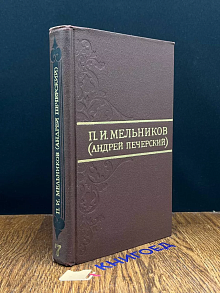 П. И. МЕЛЬНИКОВ
(АНДРЕЙ ПЕЧЕРСКИЙ)
П. И. МЕЛЬНИКОВ (АНДРЕЙ ПЕЧЕРСКИЙ)
7
КНИГОЕД